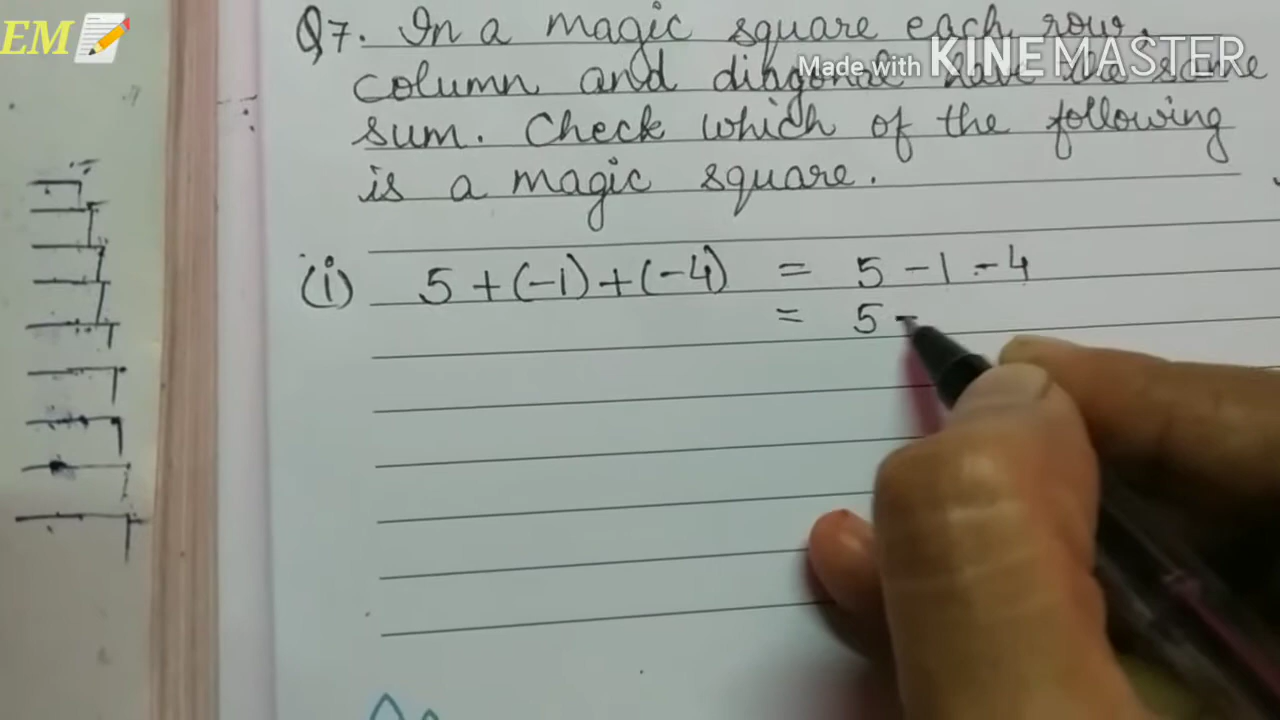 EM
Q7. In a magic square each row,
Made with KINEMASTER
column and diagonal have the same
sum. Check which of the following
is a magic square.
(i) 5 + (-1) + (-4) = 5 - 1 - 4
= 5 -